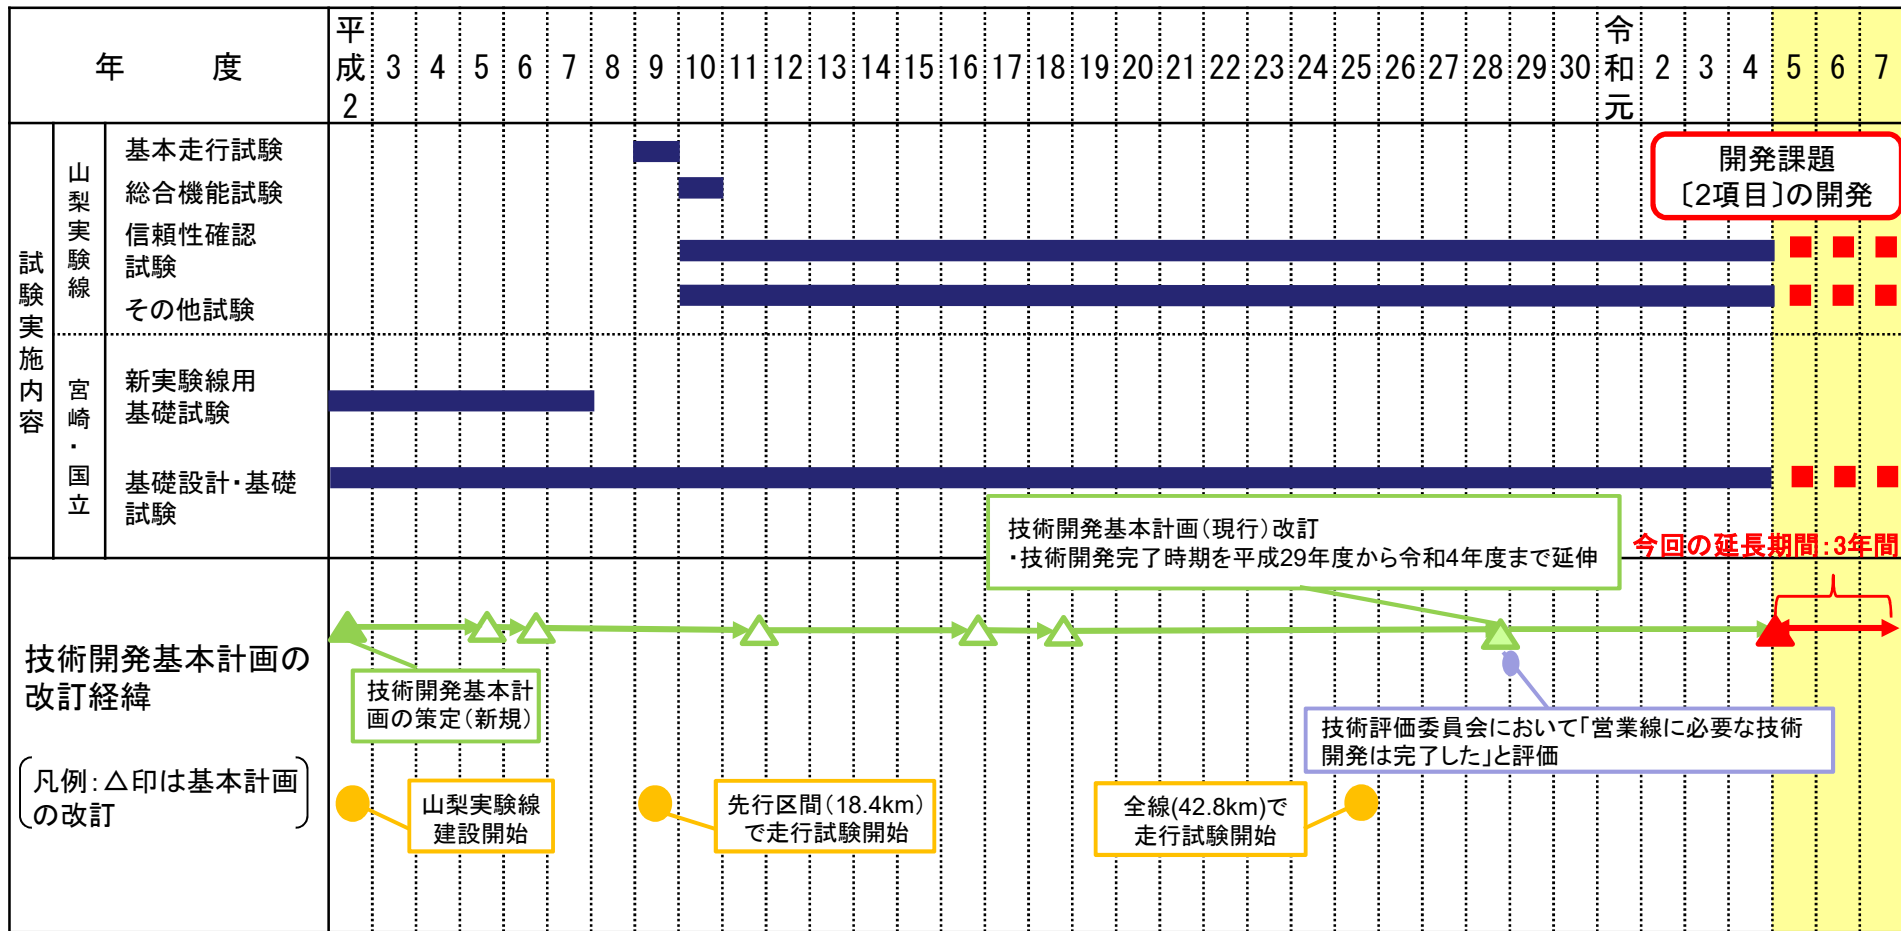 年　度
平成2 3 4 5 6 7 8 9 10 11 12 13 14 15 16 17 18 19 20 21 22 23 24 25 26 27 28 29 30 令和元 2 3 4 5 6 7
試験実施内容
山梨実験線
基本走行試験
総合機能試験
信頼性確認
試験
その他試験
開発課題
〔2項目〕の開発
宮崎・国立
新実験線用
基礎試験
基礎設計・基礎
試験
技術開発基本計画(現行)改訂
・技術開発完了時期を平成29年度から令和4年度まで延伸
今回の延長期間:3年間
技術開発基本計画の
改訂経緯
凡例:△印は基本計画
の改訂
技術開発基本計
画の策定(新規)
技術評価委員会において「営業線に必要な技術
開発は完了した」と評価
山梨実験線
建設開始
先行区間(18.4km)
で走行試験開始
全線(42.8km)で
走行試験開始